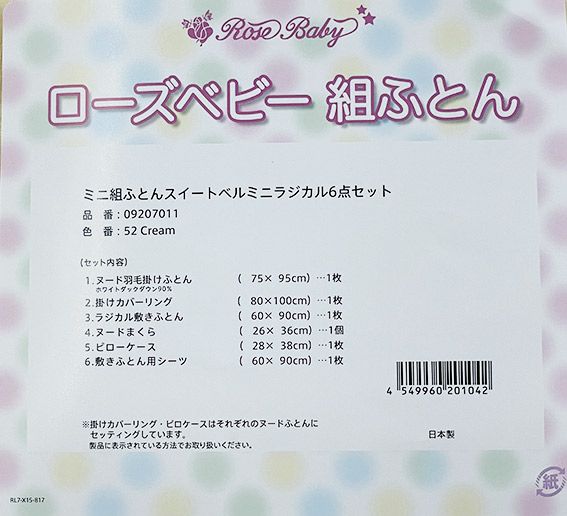 Rose Baby
ローズベビー 組ふとん
ミニ組ふとんスイートベルミニラジカル6点セット
品　番 : 09207011
色　番 : 52 Cream
〔セット内容〕
1.ヌード羽毛掛けふとん ( 75× 95cm) …1枚
ホワイトダックダウン90%
2.掛けカバーリング ( 80×100cm) …1枚
3.ラジカル敷きふとん ( 60× 90cm) …1枚
4.ヌードまくら ( 26× 36cm) …1個
5.ピローケース ( 28× 38cm) …1枚
6.敷きふとん用シーツ ( 60× 90cm) …1枚
4 549960 201042
※掛けカバーリング・ピロケースはそれぞれのヌードふとんに
セッティングしています。
製品に表示されている方法でお取り扱いください。
日本製
紙
RL7-X15-817